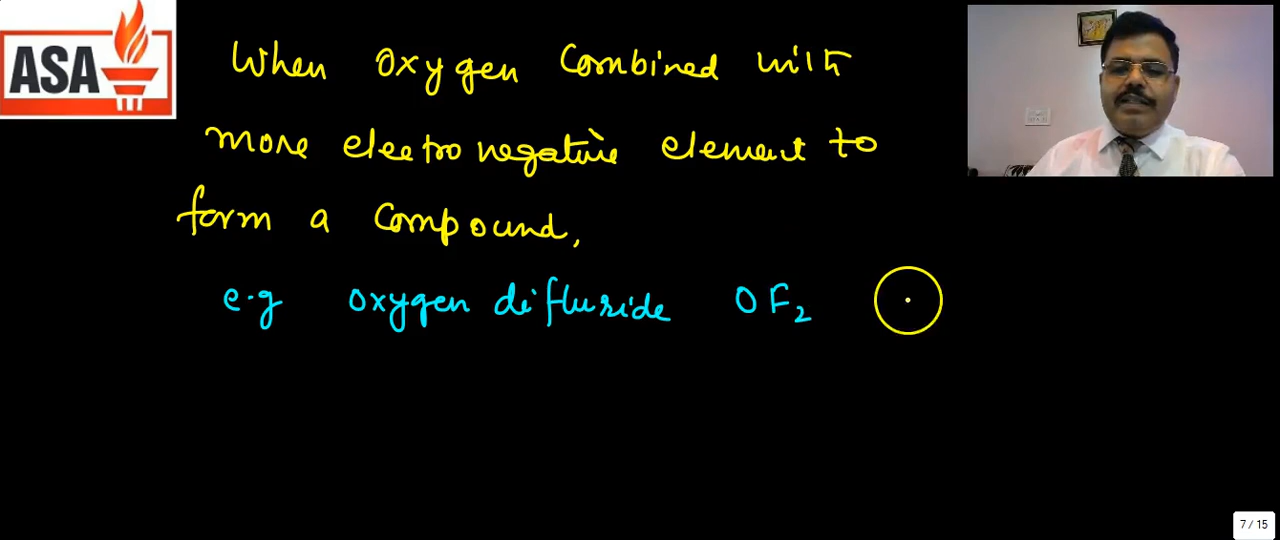 ASA
When Oxygen Combined with
more electronegative element to
form a Compound,
e.g Oxygen difluride OF2
7 / 15